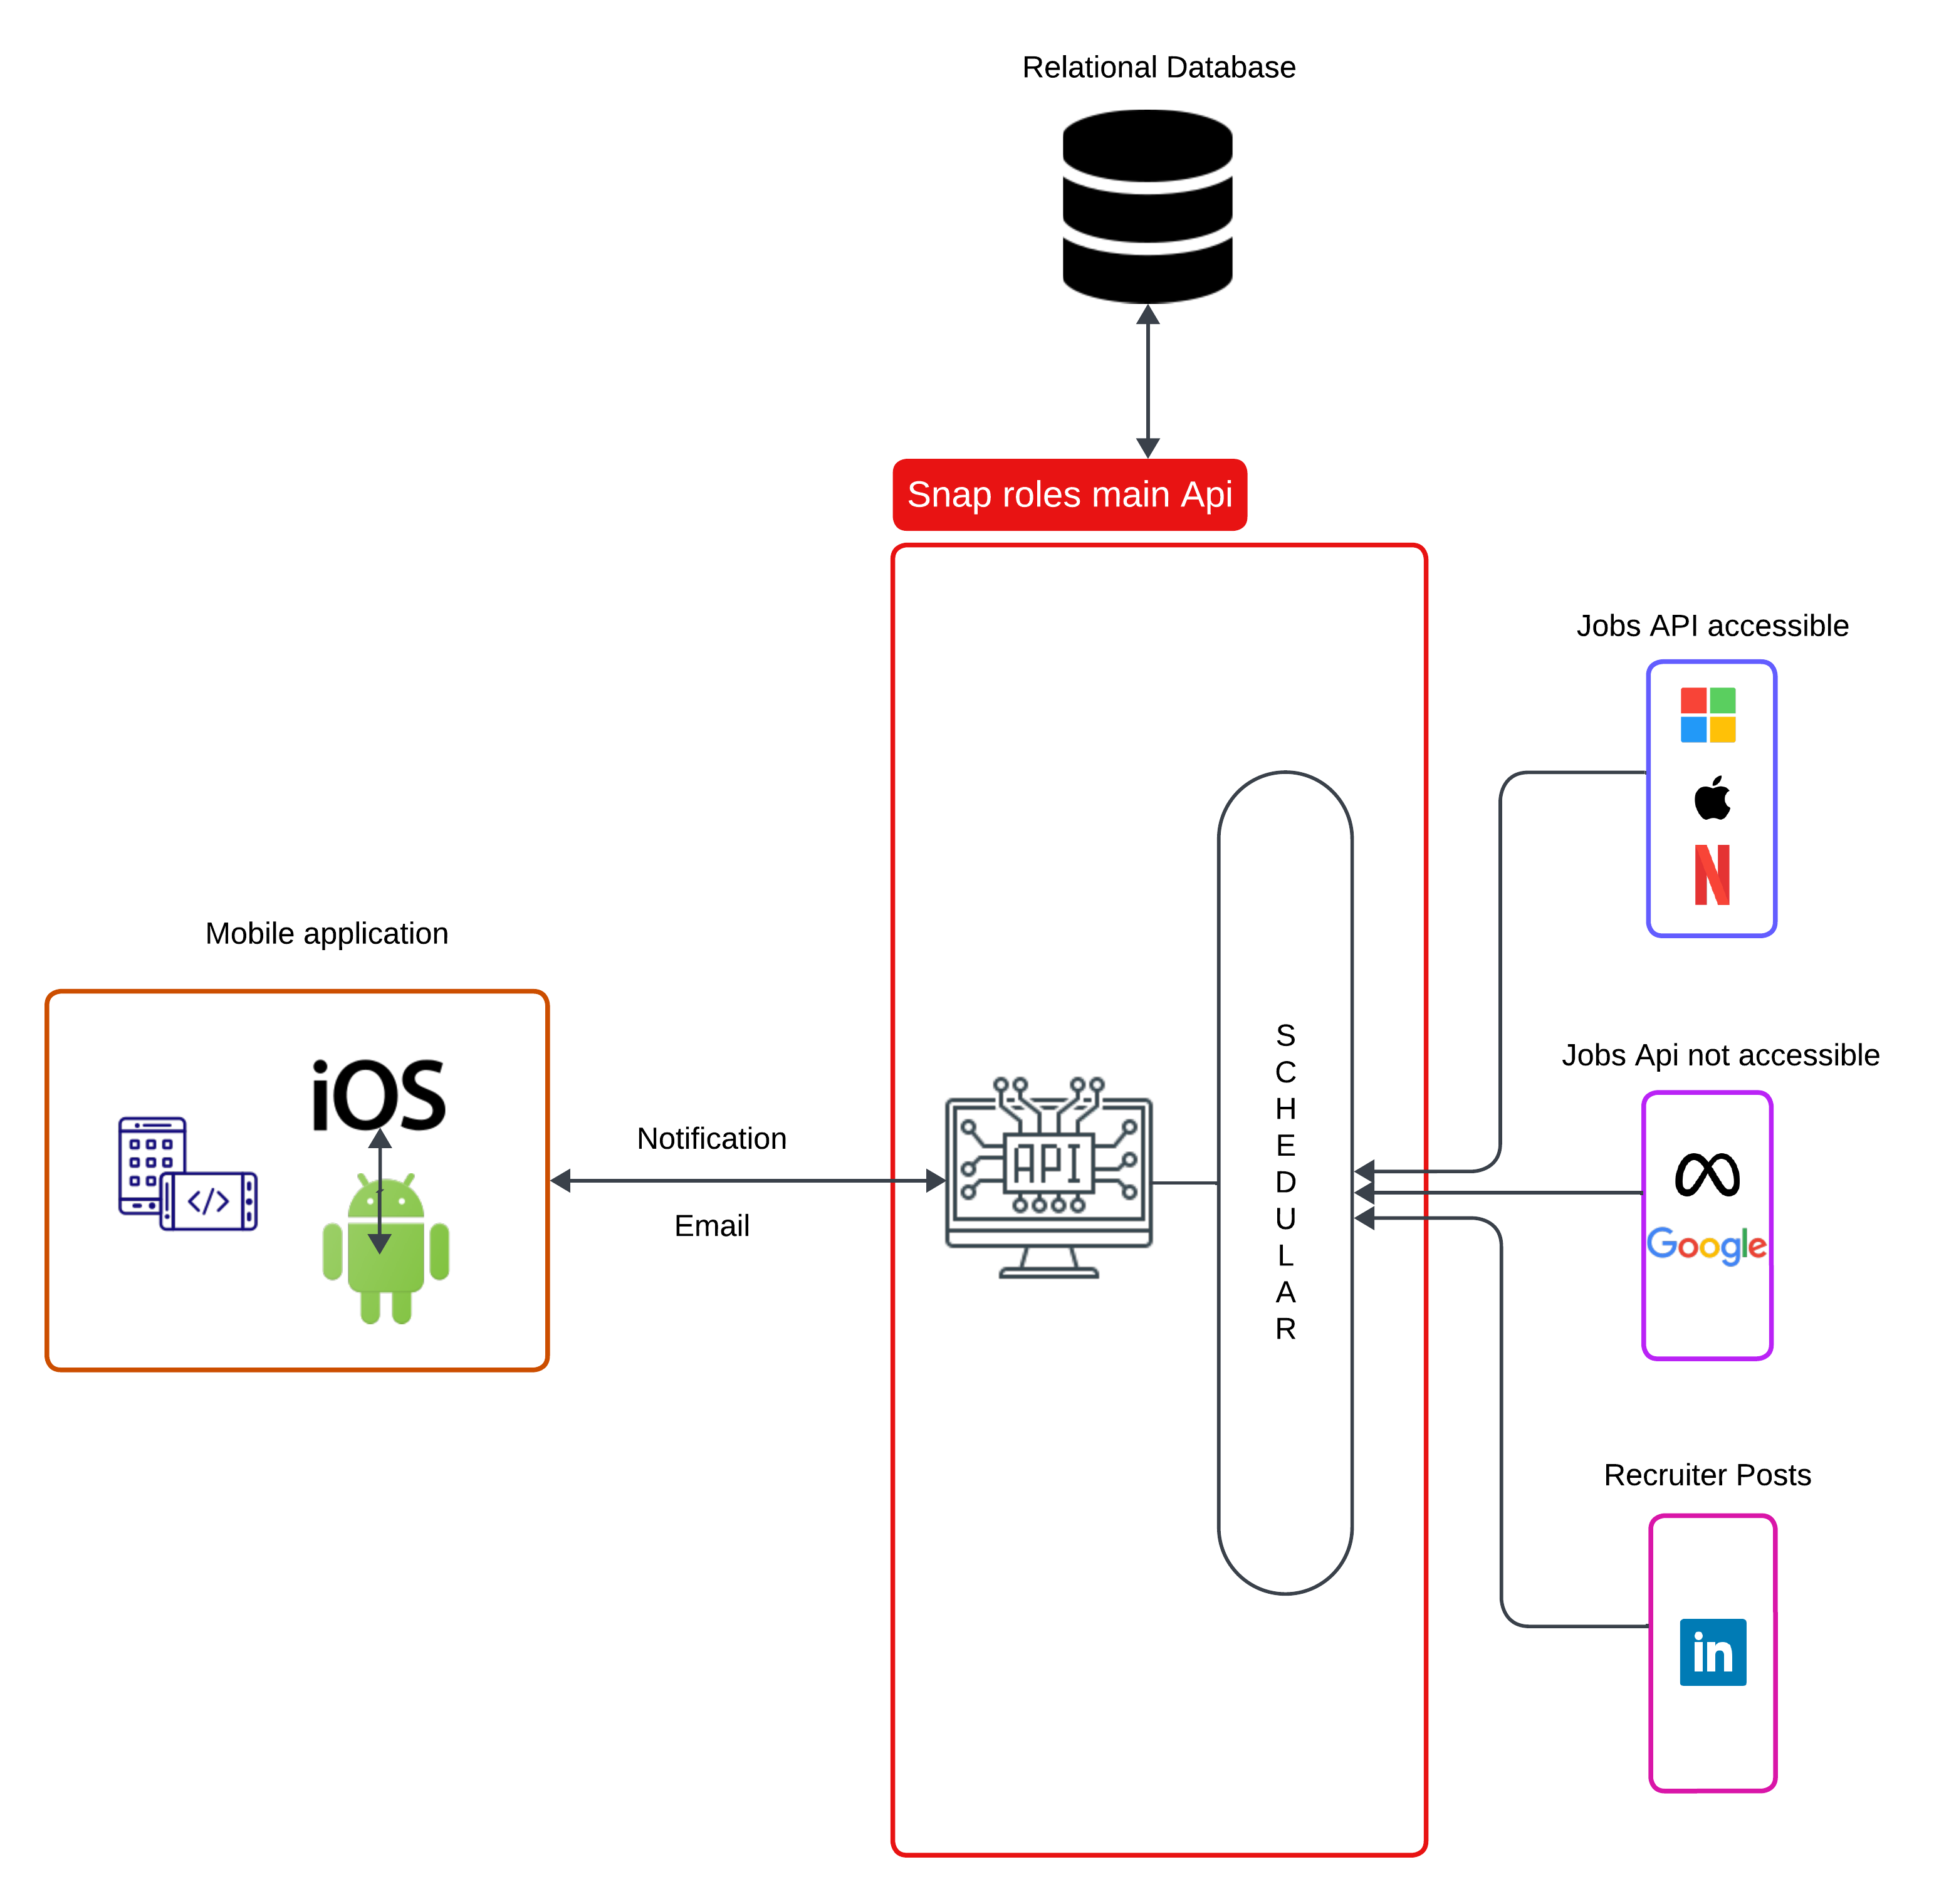 Relational Database
Snap roles main Api
Jobs API accessible
Mobile application
iOS
</>
Notification
Email
API
S
C
H
E
D
U
L
A
R
Jobs Api not accessible
Google
Recruiter Posts
in